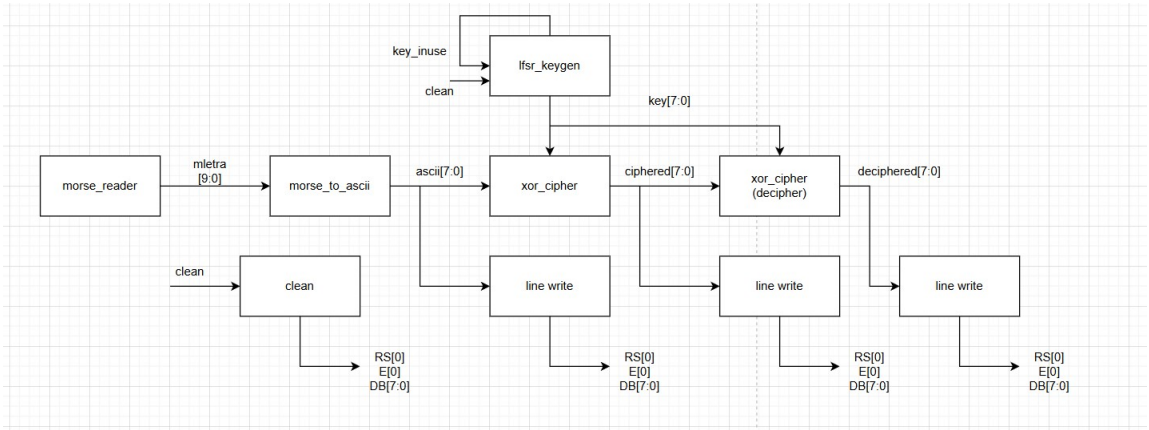 key_inuse
lfsr_keygen
clean
key[7:0]
morse_reader
mletra
[9:0]
morse_to_ascii
ascii[7:0]
xor_cipher
ciphered[7:0]
xor_cipher
(decipher)
deciphered[7:0]
clean
clean
line write
line write
line write
RS[0]
E[0]
DB[7:0]
RS[0]
E[0]
DB[7:0]
RS[0]
E[0]
DB[7:0]
RS[0]
E[0]
DB[7:0]